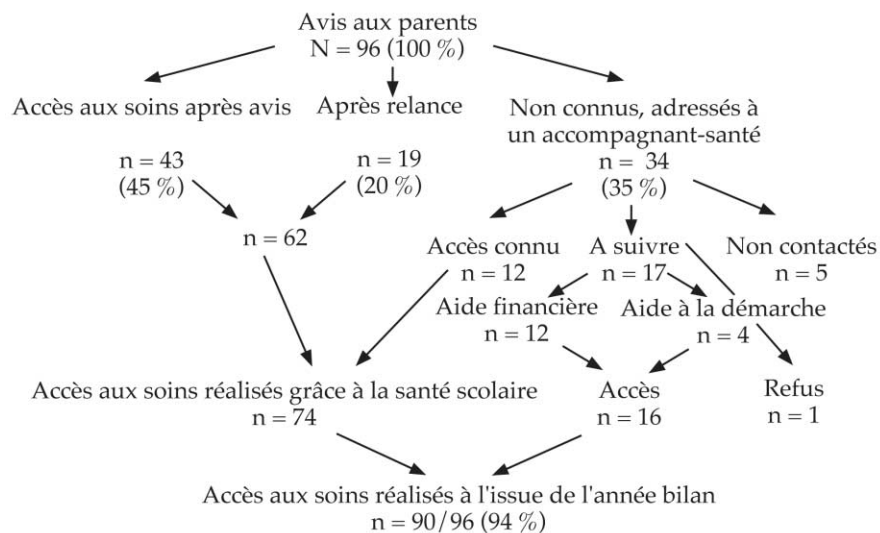 Avis aux parents
N = 96 (100 %)
Accès aux soins après avis
Après relance
Non connus, adressés à
un accompagnant-santé
n = 43
(45 %)
n = 19
(20 %)
n = 34
(35 %)
n = 62
Accès connu
n = 12
A suivre
n = 17
Non contactés
n = 5
Aide financière
n = 12
Aide à la démarche
n = 4
Accès aux soins réalisés grâce à la santé scolaire
n = 74
Accès
n = 16
Refus
n = 1
Accès aux soins réalisés à l'issue de l'année bilan
n = 90/96 (94 %)